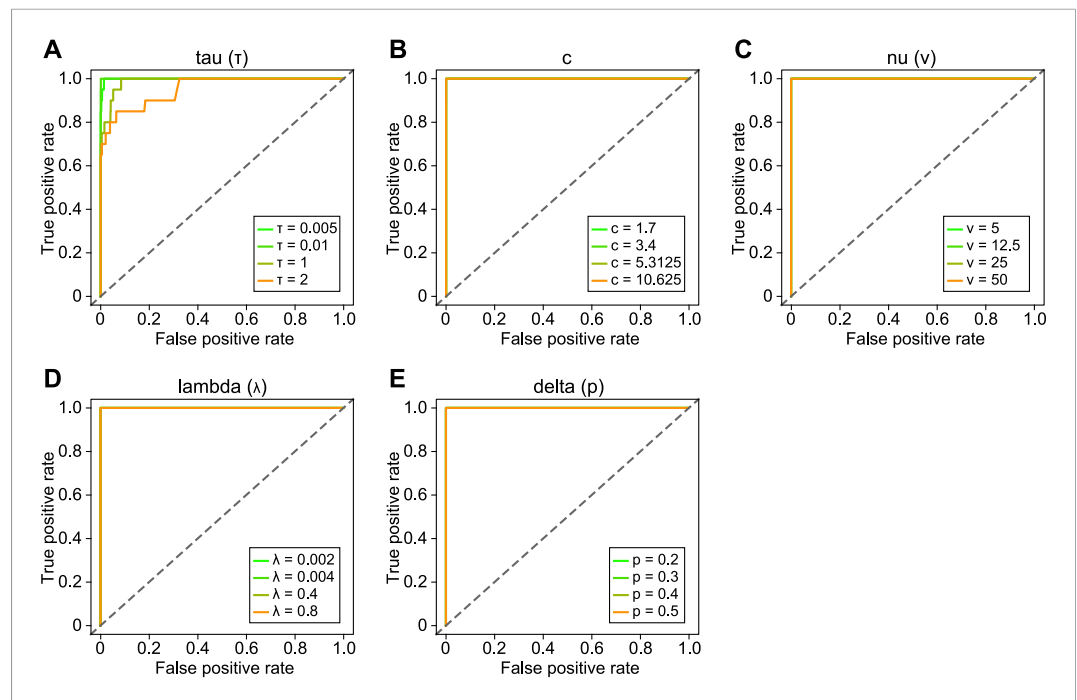 A
tau (τ)
True positive rate
1.0
0.8
0.6
0.4
0.2
0
τ = 0.005
τ = 0.01
τ = 1
τ = 2
0 0.2 0.4 0.6 0.8 1.0
False positive rate
B
c
True positive rate
1.0
0.8
0.6
0.4
0.2
0
c = 1.7
c = 3.4
c = 5.3125
c = 10.625
0 0.2 0.4 0.6 0.8 1.0
False positive rate
C
nu (ν)
True positive rate
1.0
0.8
0.6
0.4
0.2
0
ν = 5
ν = 12.5
ν = 25
ν = 50
0 0.2 0.4 0.6 0.8 1.0
False positive rate
D
lambda (λ)
True positive rate
1.0
0.8
0.6
0.4
0.2
0
λ = 0.002
λ = 0.004
λ = 0.4
λ = 0.8
0 0.2 0.4 0.6 0.8 1.0
False positive rate
E
delta (p)
True positive rate
1.0
0.8
0.6
0.4
0.2
0
p = 0.2
p = 0.3
p = 0.4
p = 0.5
0 0.2 0.4 0.6 0.8 1.0
False positive rate